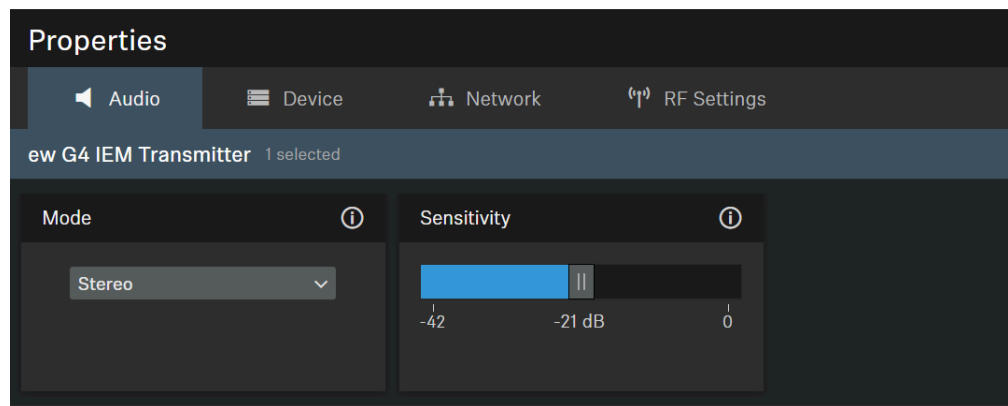 Properties
Audio Device Network RF Settings
ew G4 IEM Transmitter 1 selected
Mode Sensitivity
Stereo
-42 -21 dB 0